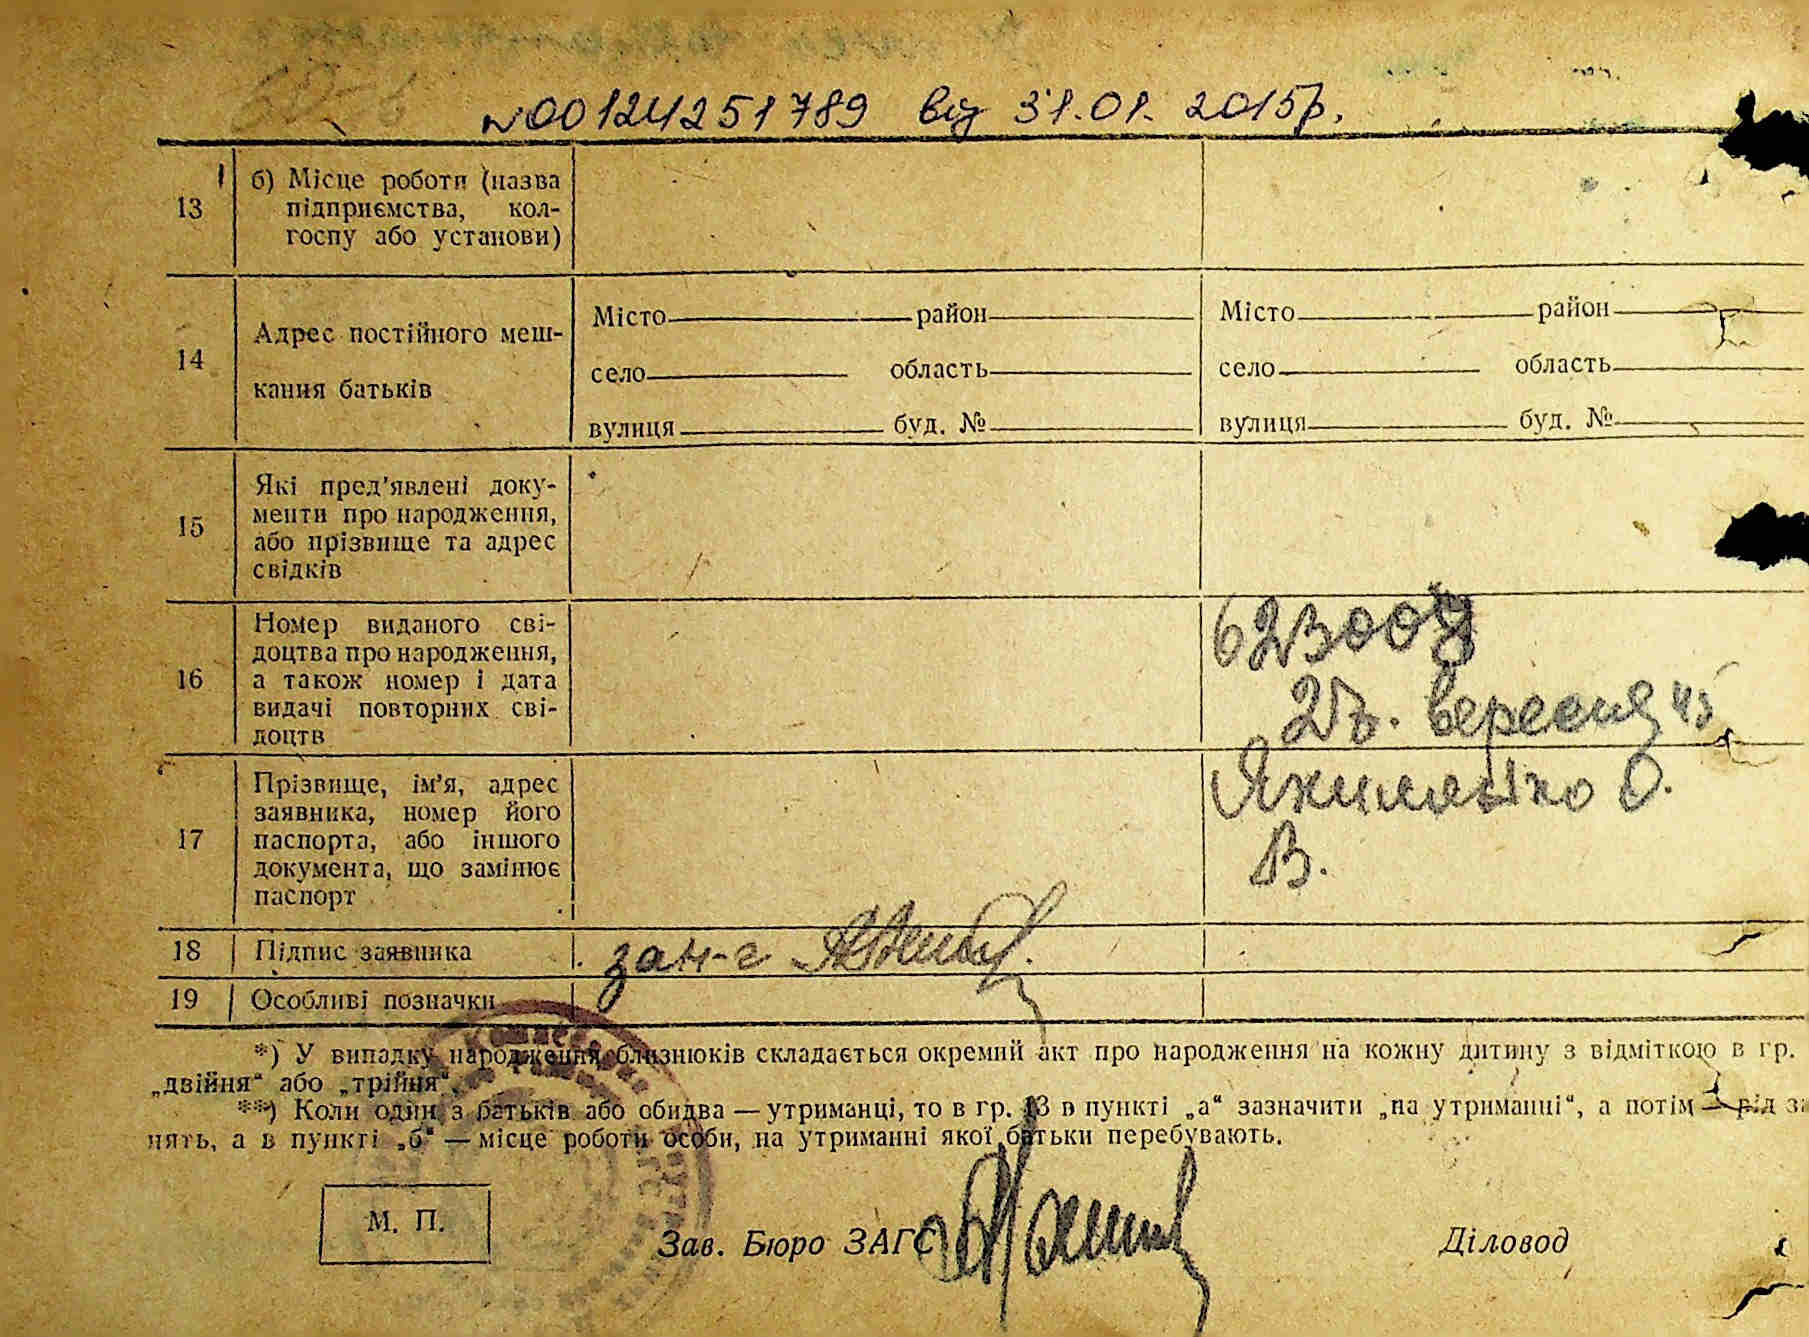 N00124251789 від 31.01.2015р.
13
б) Місце роботи (назва
підприємства, кол-
госпу або установи)
14
Адрес постійного меш-
кання батьків
Місто район
село область
вулиця буд. №
Місто район
село область
вулиця буд. №
15
Які пред'явлені доку-
менти про народження,
або прізвище та адрес
свідків
16
Номер виданого сві-
доцтва про народження,
а також номер і дата
видачі повторних сві-
доцтв
вересня 45
17
Прізвище, ім'я, адрес
заявника, номер його
паспорта, або іншого
документа, що замінює
паспорт
О.
В.
18 Підпис заявника
19 Особливі позначки
*) У випадку народження близнюків складається окремий акт про народження на кожну дитину з відміткою в гр.
„двійня“ або „трійня“.
**) Коли один з батьків або обидва — утриманці, то в гр. 13 в пункті „а“ зазначити „на утриманні“, а потім — рід за
нять, а в пункті „б“ — місце роботи особи, на утриманні якої батьки перебувають.
М. П.
Зав. Бюро ЗАГС
Діловод